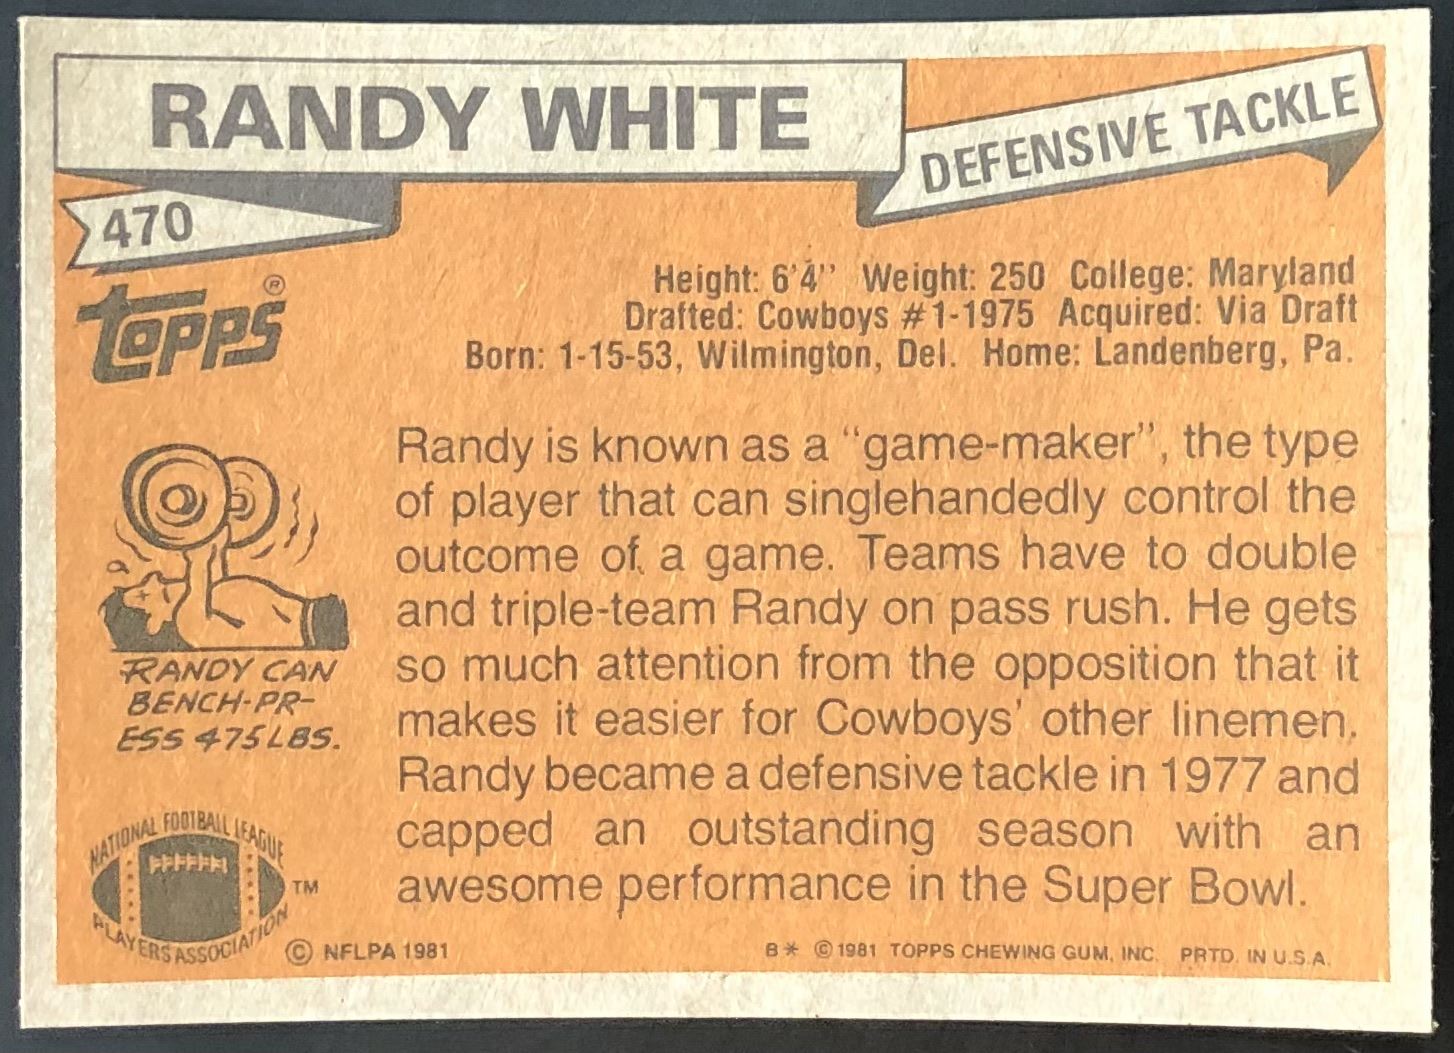 RANDY WHITE
DEFENSIVE TACKLE
470
TOPPS®
Height: 6'4" Weight: 250 College: Maryland
Drafted: Cowboys #1-1975 Acquired: Via Draft
Born: 1-15-53, Wilmington, Del. Home: Landenberg, Pa.
Randy is known as a "game-maker", the type
of player that can singlehandedly control the
outcome of a game. Teams have to double
and triple-team Randy on pass rush. He gets
so much attention from the opposition that it
makes it easier for Cowboys' other linemen.
Randy became a defensive tackle in 1977 and
capped an outstanding season with an
awesome performance in the Super Bowl.
RANDY CAN
BENCH-PR-
ESS 475 LBS.
NATIONAL FOOTBALL LEAGUE
PLAYERS ASSOCIATION
TM
© NFLPA 1981
B* © 1981 TOPPS CHEWING GUM, INC. PRTD. IN U.S.A.